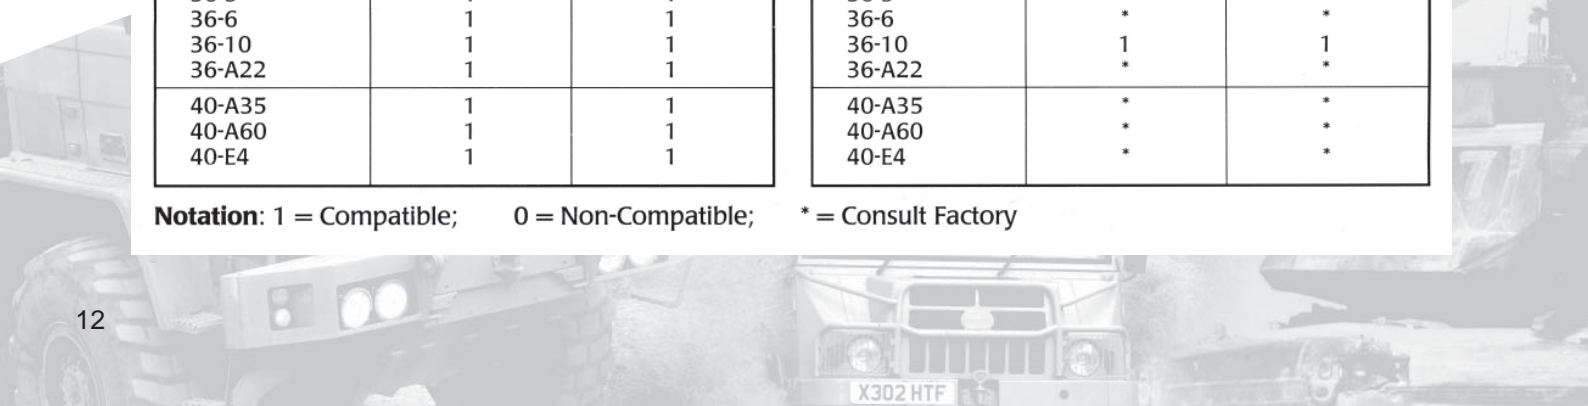 36-6 1 1 36-6 * *
36-10 1 1 36-10 1 1
36-A22 1 1 36-A22 * *
40-A35 1 1 40-A35 * *
40-A60 1 1 40-A60 * *
40-E4 1 1 40-E4 * *
Notation: 1 = Compatible; 0 = Non-Compatible; * = Consult Factory
7
12
X302 HTF